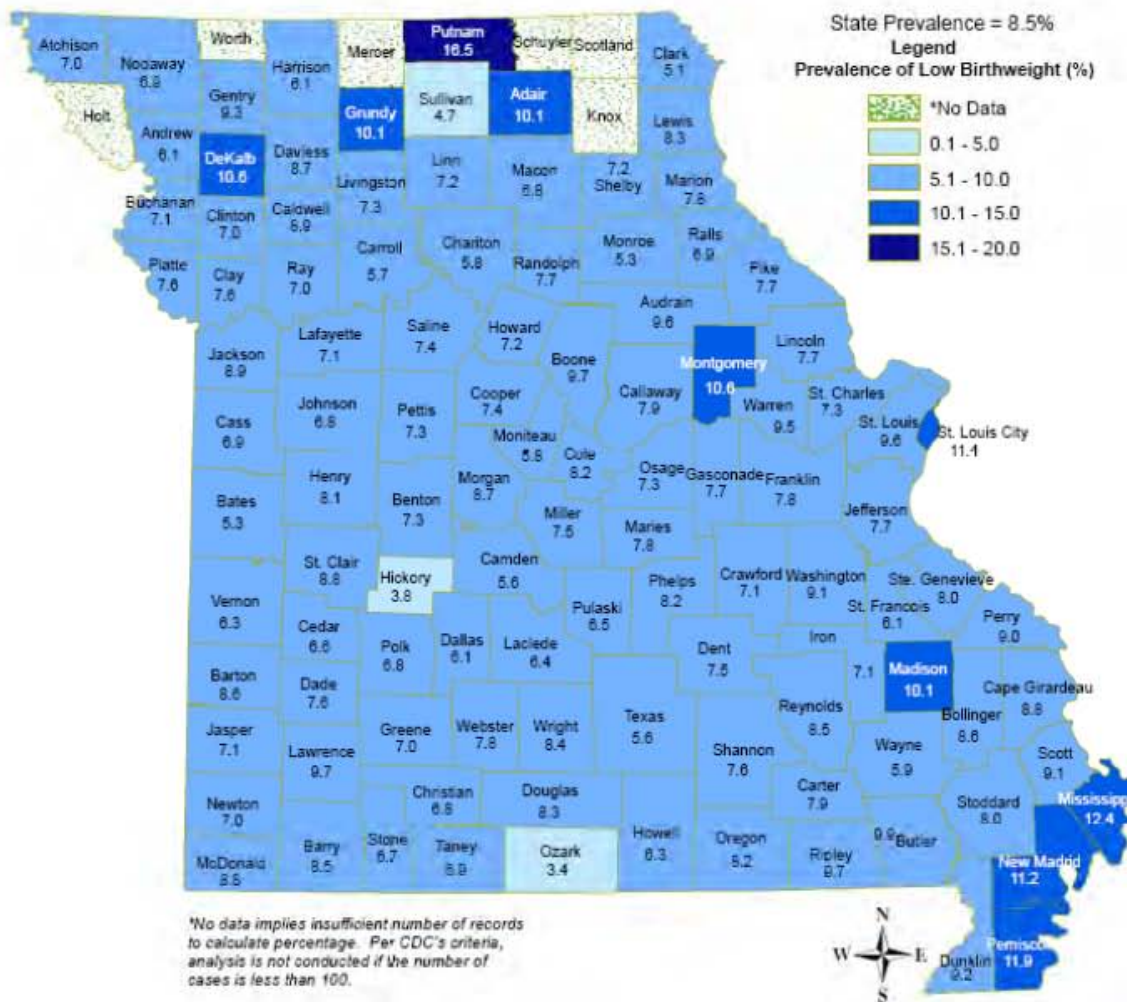 State Prevalence = 8.5%
Legend
Prevalence of Low Birthweight (%)
*No Data
0.1 - 5.0
5.1 - 10.0
10.1 - 15.0
15.1 - 20.0
Atchison
7.0
Nodaway
6.9
Worth
Harrison
6.1
Mercer
Putnam
16.5
Schuyler
Scotland
Clark
5.1
Holt
Gentry
9.3
Grundy
10.1
Sullivan
4.7
Adair
10.1
Knox
Lewis
8.3
Andrew
6.1
DeKalb
10.6
Daviess
8.7
Livingston
7.3
Linn
7.2
Macon
6.8
7.2
Shelby
Marion
7.8
Buchanan
7.1
Clinton
7.0
Caldwell
8.9
Carroll
5.7
Chariton
5.8
Randolph
7.7
Monroe
5.3
Ralls
6.9
Pike
7.7
Platte
7.6
Clay
7.6
Ray
7.0
Audrain
9.6
Jackson
8.9
Lafayette
7.1
Saline
7.4
Howard
7.2
Boone
9.7
Callaway
7.9
Montgomery
10.6
Lincoln
7.7
Cass
6.9
Johnson
6.8
Pettis
7.3
Cooper
7.4
Moniteau
5.8
Cole
8.2
Warren
9.5
St. Charles
7.3
St. Louis
9.6
St. Louis City
11.4
Bates
5.3
Henry
8.1
Benton
7.3
Morgan
8.7
Miller
7.5
Osage
7.3
Gasconade
7.7
Franklin
7.8
Jefferson
7.7
Maries
7.8
Vernon
6.3
St. Clair
8.8
Hickory
3.8
Camden
5.6
Pulaski
6.5
Phelps
8.2
Crawford
7.1
Washington
9.1
Ste. Genevieve
8.0
St. Francois
6.1
Perry
9.0
Cedar
6.6
Polk
6.8
Dallas
6.1
Laclede
6.4
Dent
7.5
Iron
7.1
Madison
10.1
Cape Girardeau
8.8
Barton
8.6
Dade
7.6
Jasper
7.1
Lawrence
9.7
Greene
7.0
Webster
7.8
Wright
8.4
Texas
5.6
Shannon
7.6
Reynolds
8.5
Wayne
5.9
Bollinger
8.6
Scott
9.1
Newton
7.0
Christian
6.8
Douglas
8.3
Carter
7.9
Stoddard
8.0
Mississipp
12.4
McDonald
Barry
8.5
Stone
6.7
Taney
6.9
Ozark
3.4
Howell
6.3
Oregon
8.2
Ripley
9.7
9.9
Butler
New Madrid
11.2
Dunklin
9.2
Pemisco
11.9
*No data implies insufficient number of records
to calculate percentage. Per CDC's criteria,
analysis is not conducted if the number of
cases is less than 100.
N
W
E
S